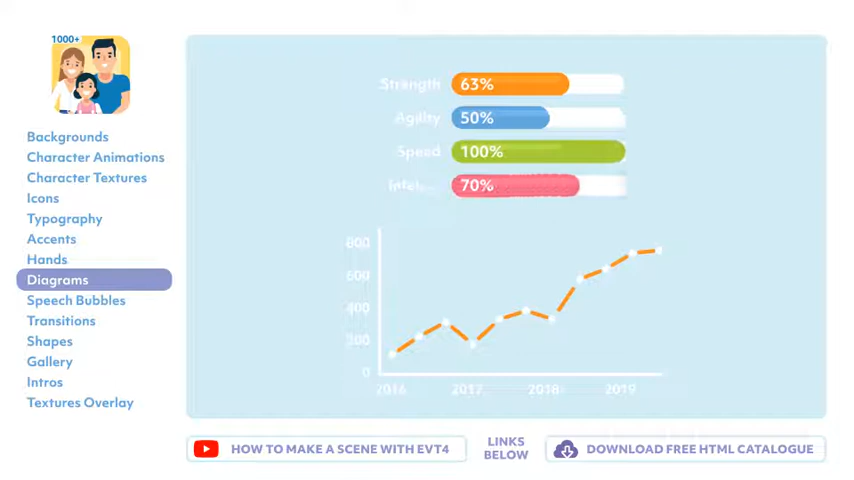 1000+
Backgrounds
Character Animations
Character Textures
Icons
Typography
Accents
Hands
Diagrams
Speech Bubbles
Transitions
Shapes
Gallery
Intros
Textures Overlay
Strength 63%
Agility 50%
Speed 100%
Intel... 70%
800
600
400
200
0
2016 2017 2018 2019
HOW TO MAKE A SCENE WITH EVT4
LINKS
BELOW
DOWNLOAD FREE HTML CATALOGUE